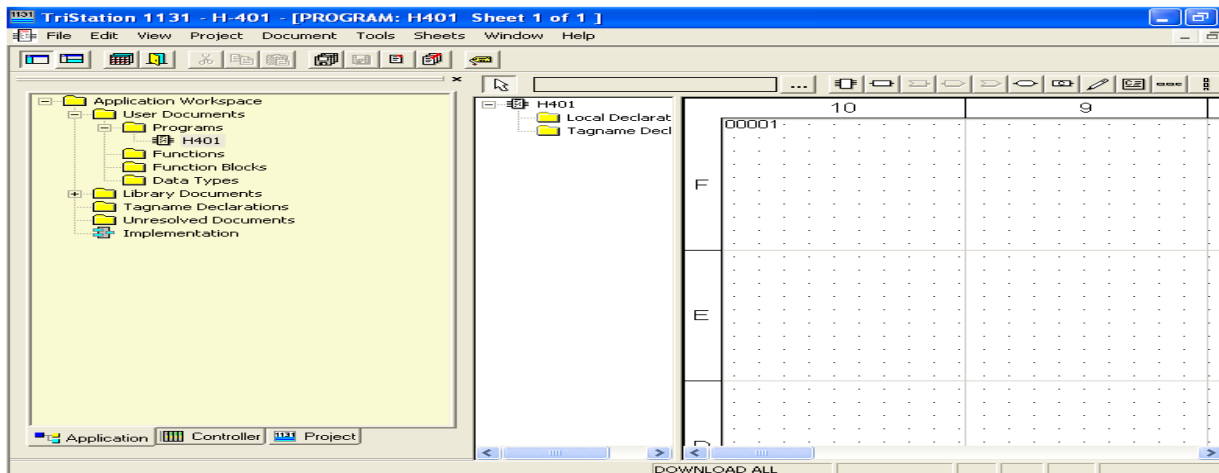 1131 TriStation 1131 - H-401 - [PROGRAM: H401 Sheet 1 of 1 ]
File Edit View Project Document Tools Sheets Window Help
...
Application Workspace
User Documents
Programs
H401
Functions
Function Blocks
Data Types
Library Documents
Tagname Declarations
Unresolved Documents
Implementation
Application Controller 1131 Project
H401
Local Declarat
Tagname Decl
10 9
00001
F
E
D
DOWNLOAD ALL